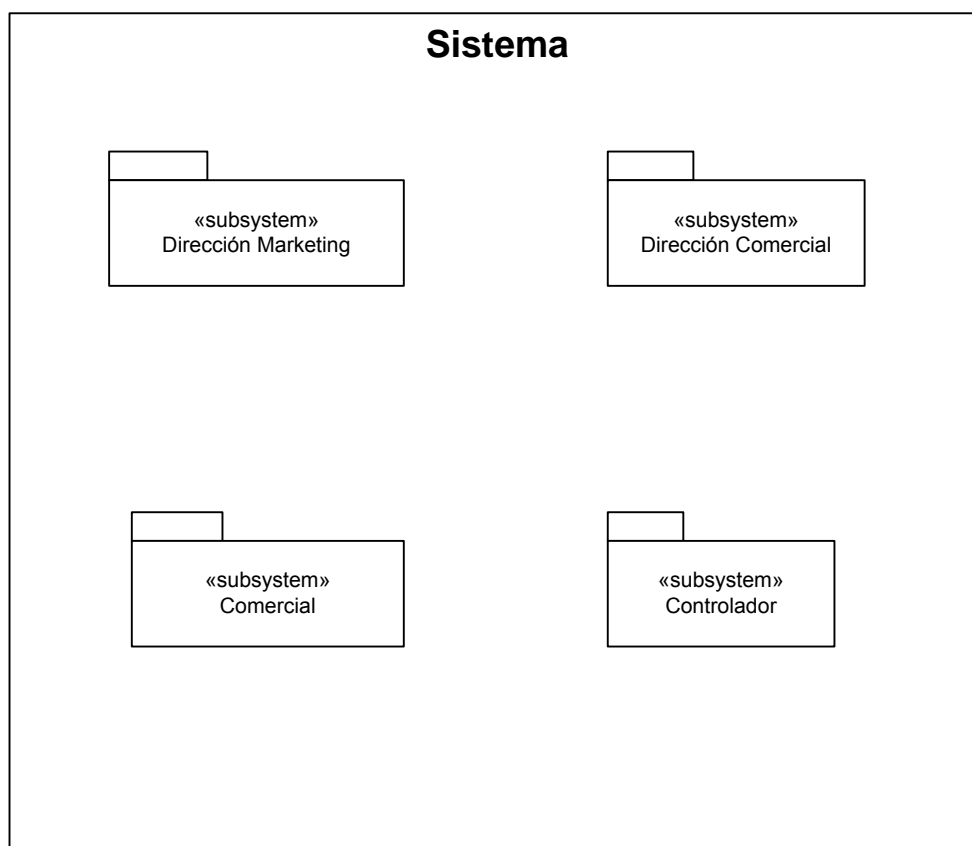 Sistema
«subsystem»
Dirección Marketing
«subsystem»
Dirección Comercial
«subsystem»
Comercial
«subsystem»
Controlador